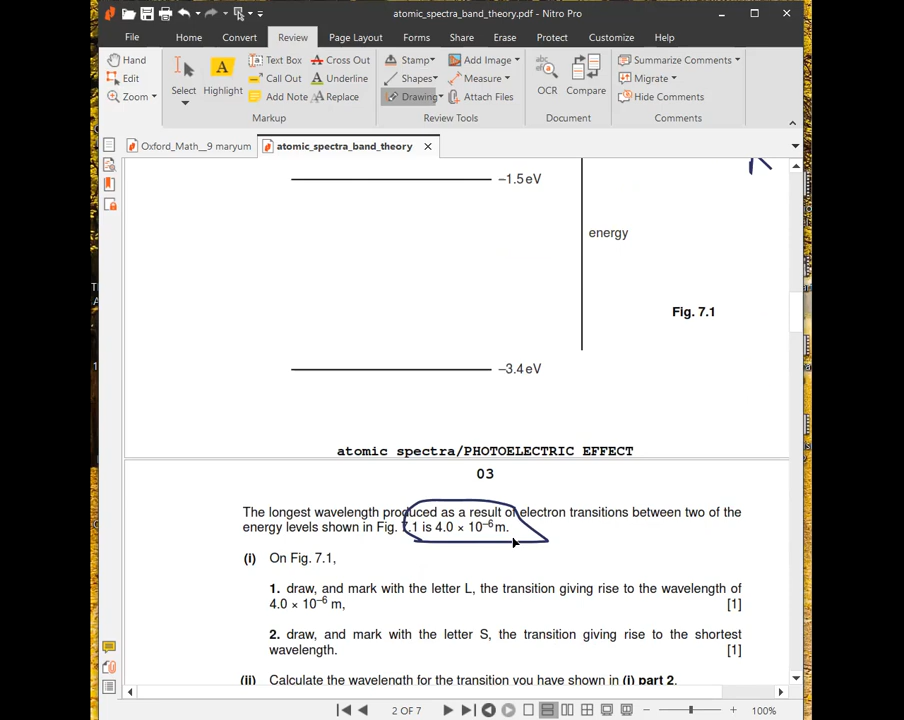 atomic_spectra_band_theory.pdf - Nitro Pro
File Home Convert Review Page Layout Forms Share Erase Protect Customize Help
Hand Text Box Cross Out Stamp Add Image Summarize Comments
Edit Call Out Underline Shapes Measure Migrate
Zoom Select Highlight Add Note Replace Drawing Attach Files OCR Compare Hide Comments
Markup Review Tools Document Comments
Oxford_Math__9 maryum atomic_spectra_band_theory
–1.5 eV
energy
Fig. 7.1
–3.4 eV
atomic spectra/PHOTOELECTRIC EFFECT
03
The longest wavelength produced as a result of electron transitions between two of the
energy levels shown in Fig. 7.1 is 4.0 × 10⁻⁶ m.
(i) On Fig. 7.1,
1. draw, and mark with the letter L, the transition giving rise to the wavelength of
4.0 × 10⁻⁶ m, [1]
2. draw, and mark with the letter S, the transition giving rise to the shortest
wavelength. [1]
(ii) Calculate the wavelength for the transition you have shown in (i) part 2.
2 OF 7 100%